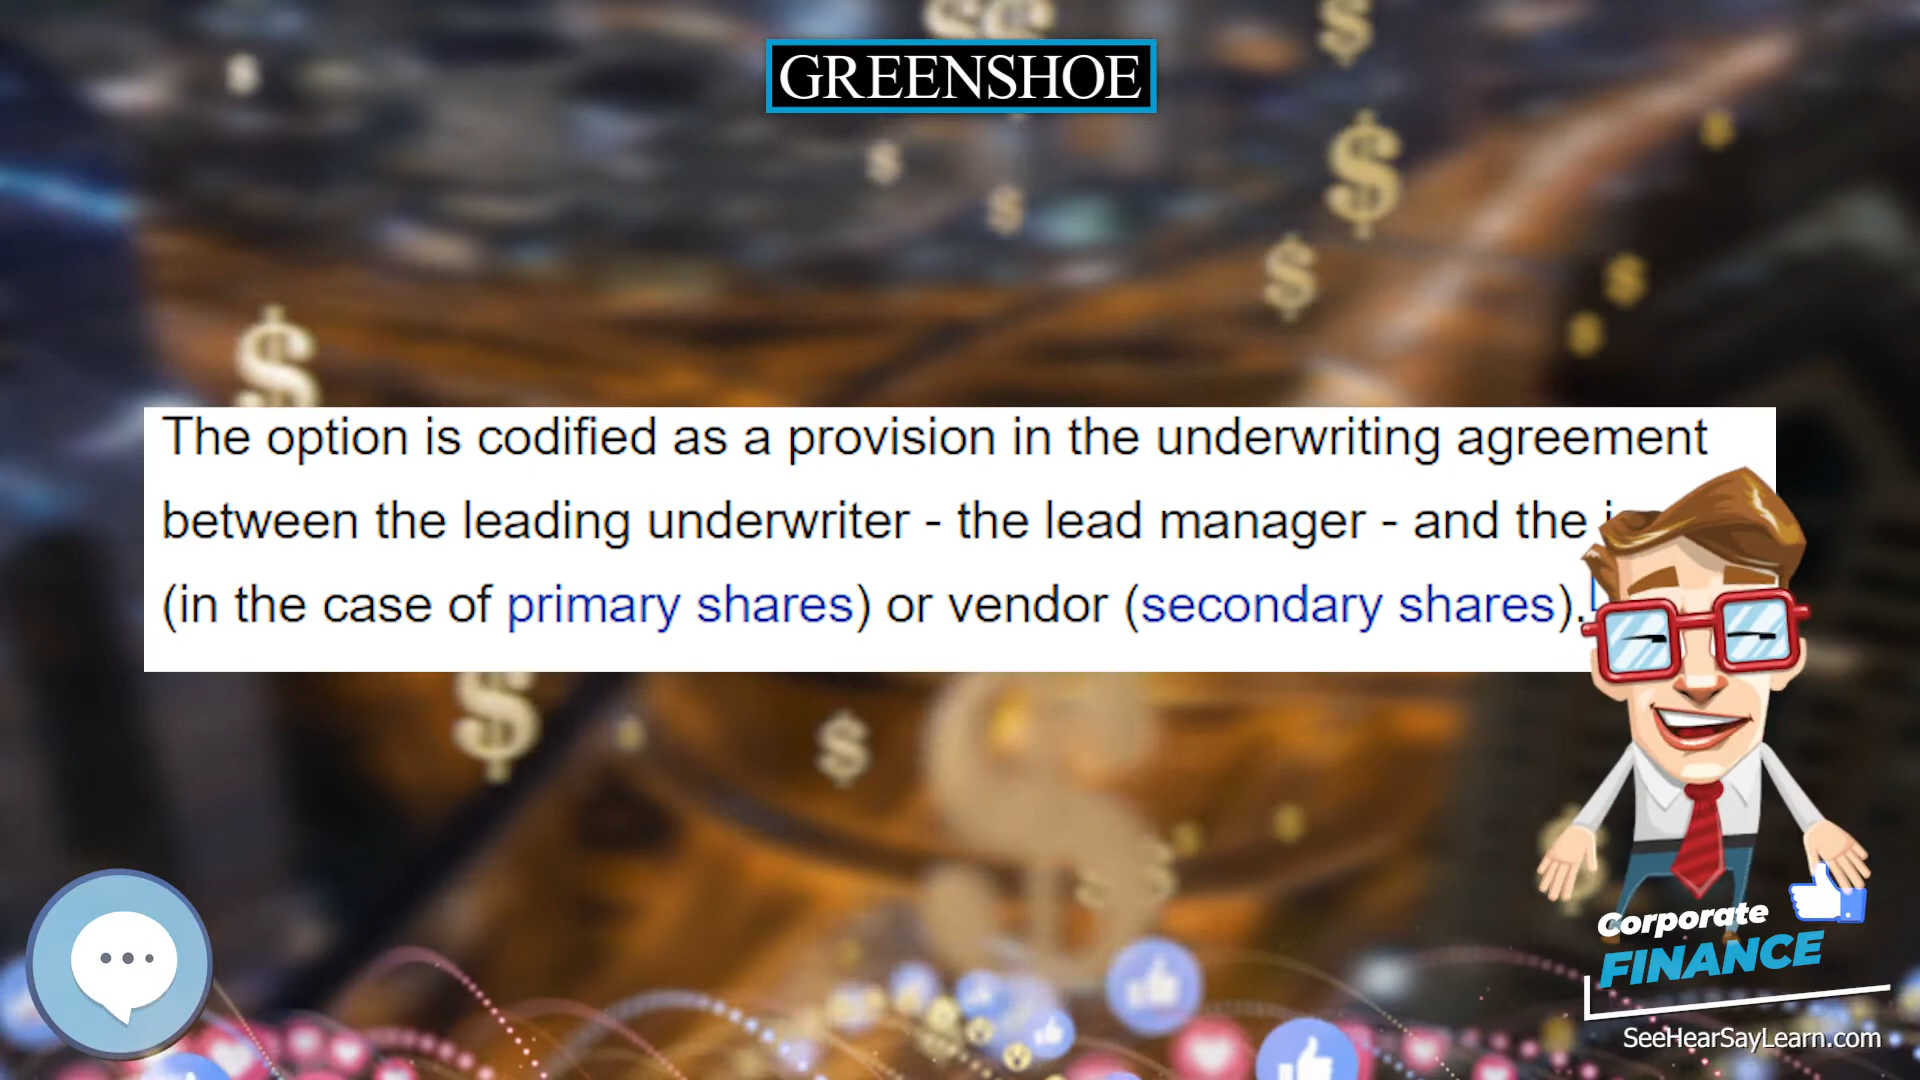 GREENSHOE
The option is codified as a provision in the underwriting agreement
between the leading underwriter - the lead manager - and the
(in the case of primary shares) or vendor (secondary shares).
Corporate
FINANCE
SeeHearSayLearn.com